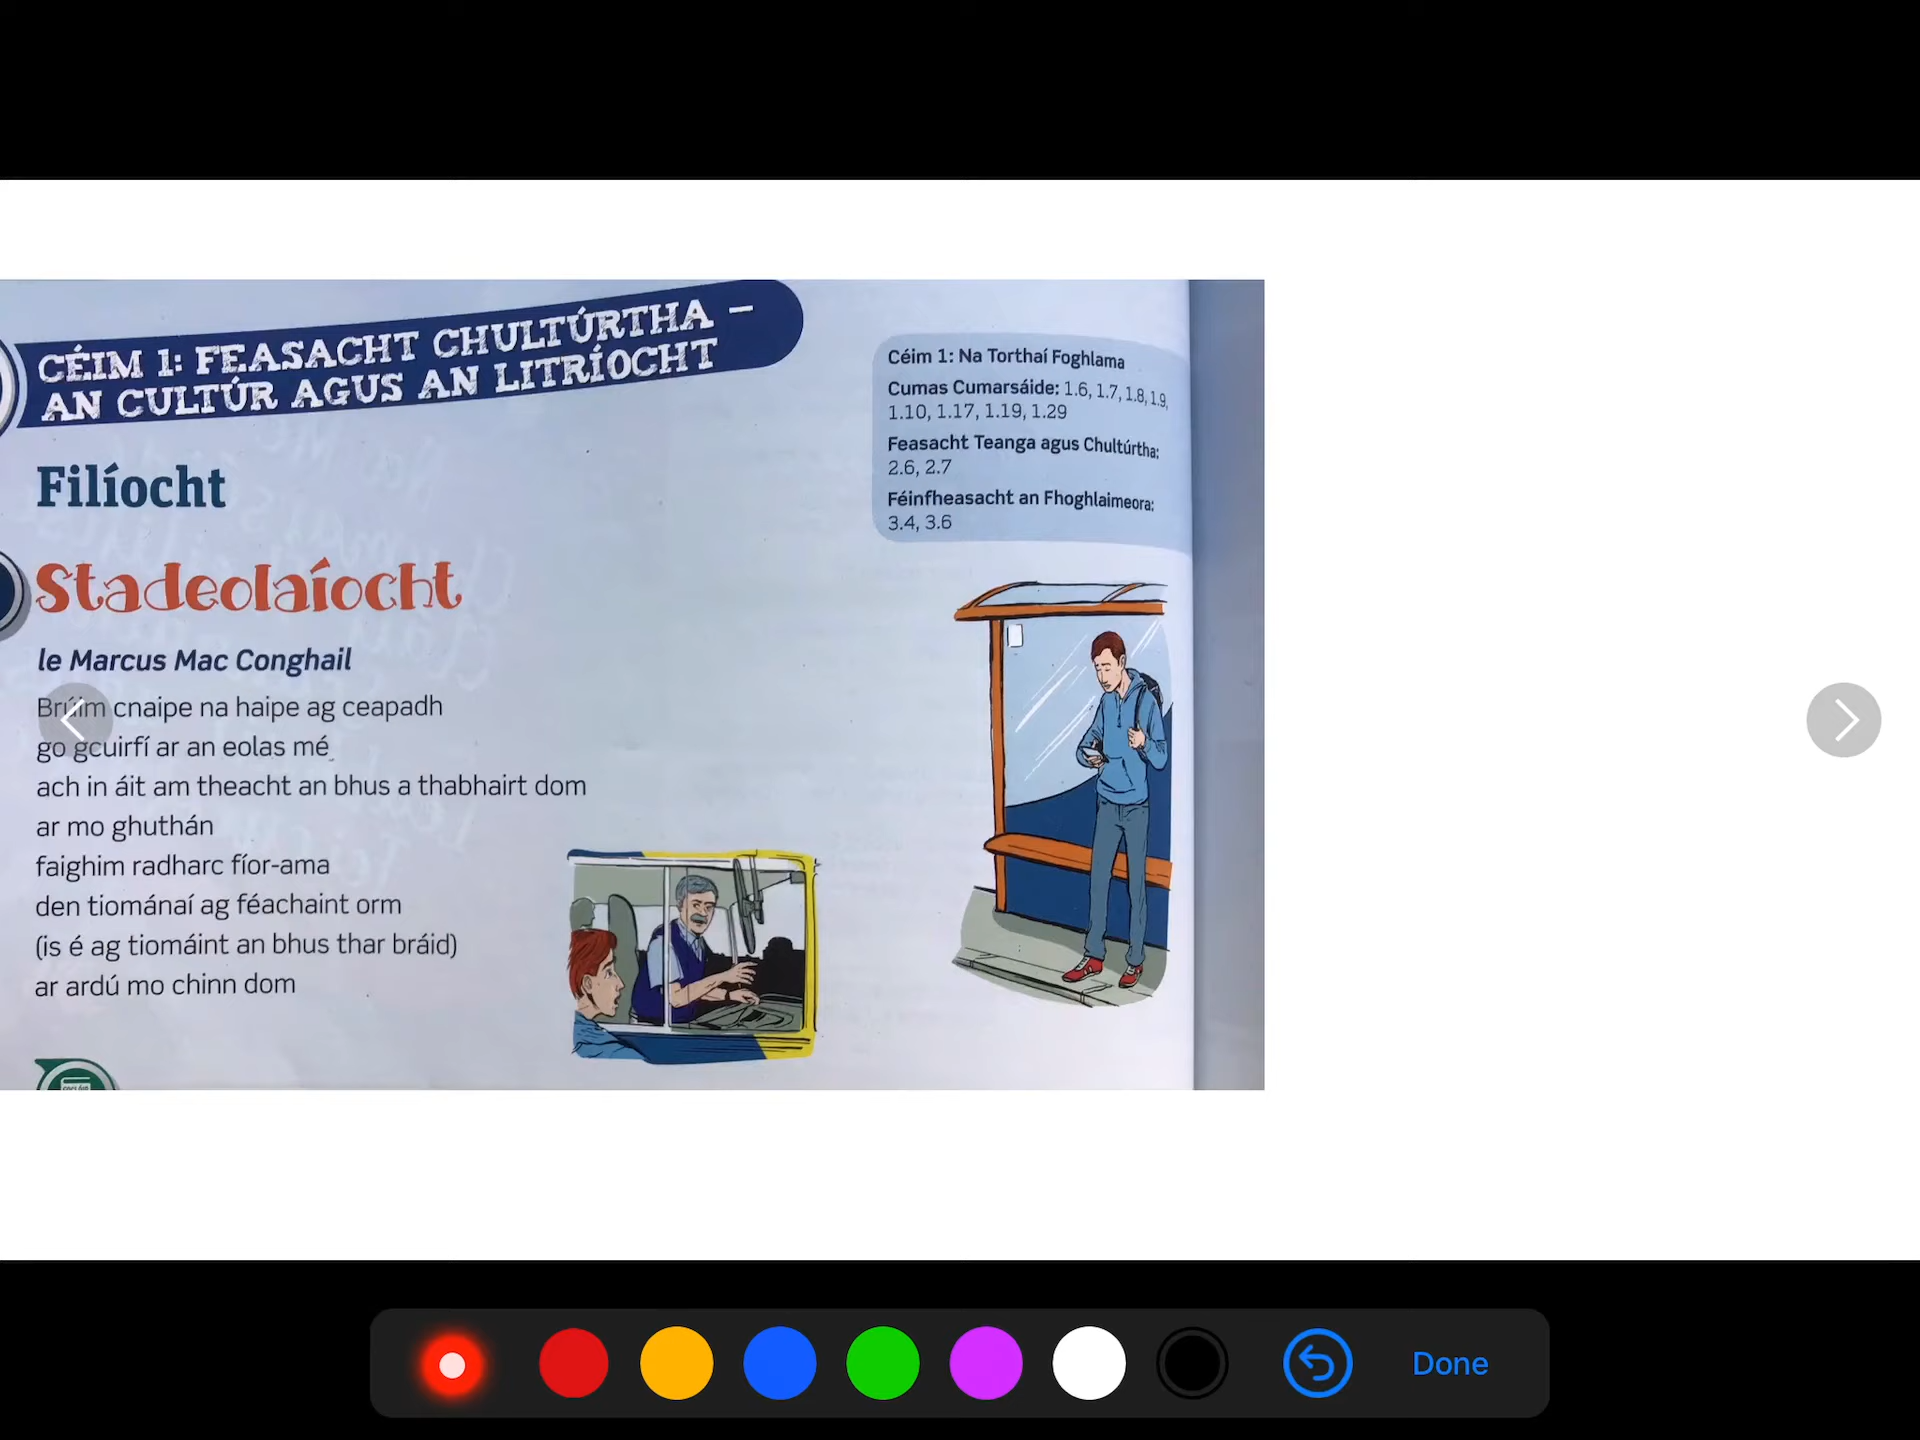 CÉIM 1: FEASACHT CHULTÚRTHA –
AN CULTÚR AGUS AN LITRÍOCHT
Céim 1: Na Torthaí Foghlama
Cumas Cumarsáide: 1.6, 1.7, 1.8, 1.9,
1.10, 1.17, 1.19, 1.29
Feasacht Teanga agus Chultúrtha:
2.6, 2.7
Féinfheasacht an Fhoghlaimeora:
3.4, 3.6
Filíocht
Stadeolaíocht
le Marcus Mac Conghail
Brúim cnaipe na haipe ag ceapadh
go gcuirfí ar an eolas mé
ach in áit am theacht an bhus a thabhairt dom
ar mo ghuthán
faighim radharc fíor-ama
den tiománaí ag féachaint orm
(is é ag tiomáint an bhus thar bráid)
ar ardú mo chinn dom
Done